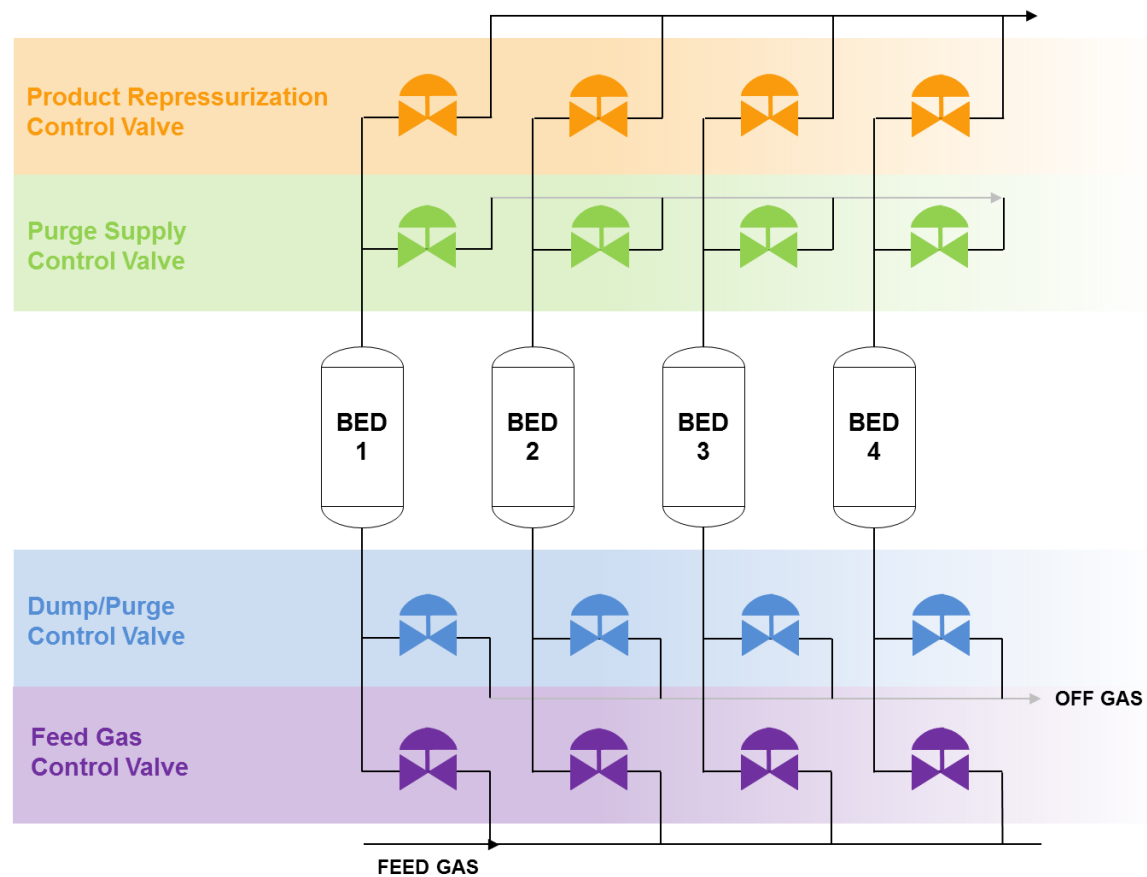 Product Repressurization
Control Valve
Purge Supply
Control Valve
BED
1
BED
2
BED
3
BED
4
Dump/Purge
Control Valve
OFF GAS
Feed Gas
Control Valve
FEED GAS